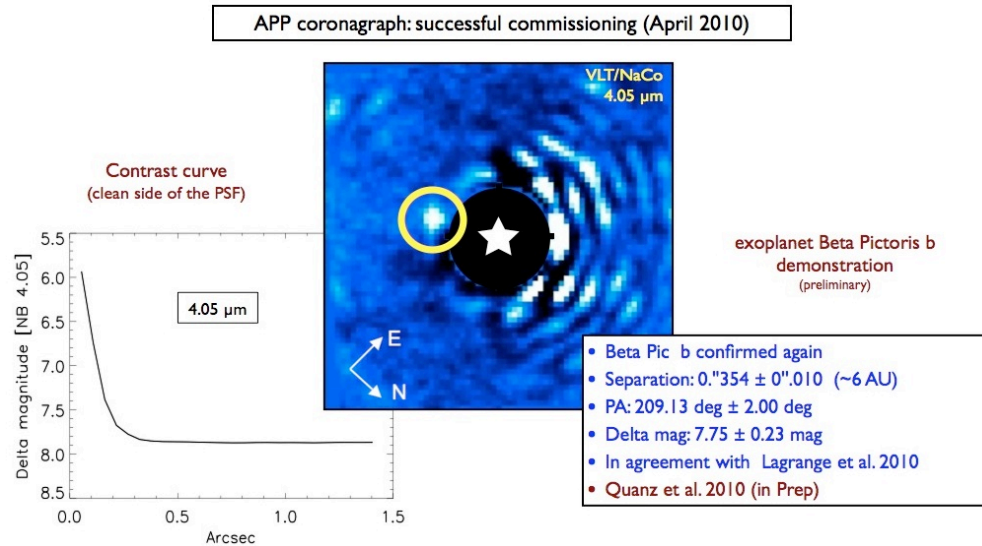 APP coronagraph: successful commissioning (April 2010)
VLT/NaCo
4.05 μm
Contrast curve
(clean side of the PSF)
5.5
6.0
6.5
7.0
7.5
8.0
8.5
Delta magnitude [NB 4.05]
4.05 μm
0.0
0.5
1.0
1.5
Arcsec
E
N
exoplanet Beta Pictoris b
demonstration
(preliminary)
• Beta Pic b confirmed again
• Separation: 0."354 ± 0".010 (~6 AU)
• PA: 209.13 deg ± 2.00 deg
• Delta mag: 7.75 ± 0.23 mag
• In agreement with Lagrange et al. 2010
• Quanz et al. 2010 (in Prep)